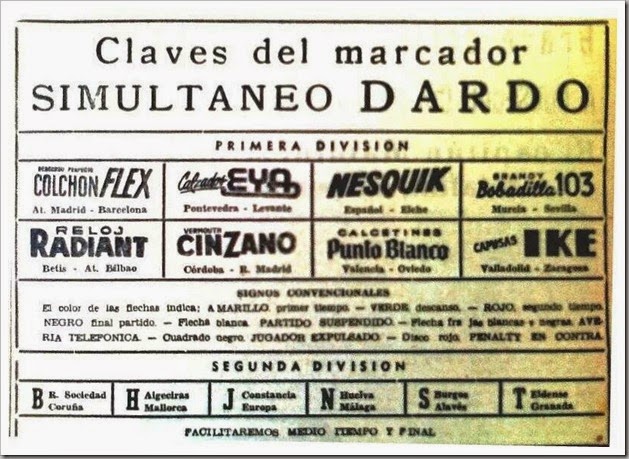 Claves del marcador
SIMULTANEO DARDO
PRIMERA DIVISION
DESCANSO PERFECTO
COLCHON FLEX
At. Madrid - Barcelona
Calzados EYA
Pontevedra - Levante
NESQUIK
Español - Elche
BRANDY
Bobadilla 103
Murcia - Sevilla
RELOJ
RADIANT
Betis - At. Bilbao
VERMOUTH
CINZANO
Córdoba - R. Madrid
CALCETINES
Punto Blanco
Valencia - Oviedo
CAMISAS IKE
Valladolid - Zaragoza
SIGNOS CONVENCIONALES
El color de las flechas indica; AMARILLO, primer tiempo. - VERDE descanso. - ROJO, segundo tiempo.
NEGRO final partido. - Flecha blanca. PARTIDO SUSPENDIDO. - Flecha fra jas blancas y negras, AVE-
RIA TELEFONICA. - Cuadrado negro, JUGADOR EXPULSADO. - Disco rojo, PENALTY EN CONTRA
SEGUNDA DIVISION
B R. Sociedad
Coruña
H Algeciras
Mallorca
J Constancia
Europa
N Huelva
Málaga
S Burgos
Alavés
T Eldense
Granada
FACILITAREMOS MEDIO TIEMPO Y FINAL